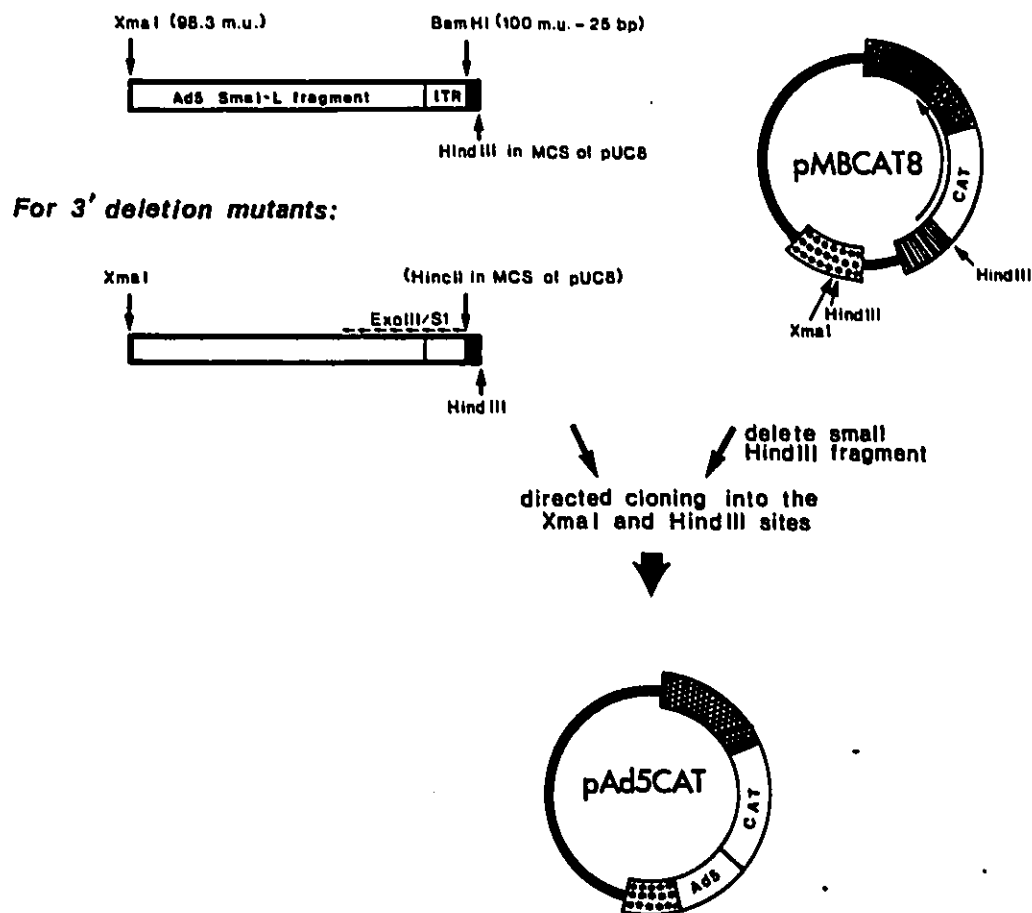 XmaI (98.3 m.u.)
BamHI (100 m.u. - 25 bp)
Ad5 SmaI-L fragment
ITR
HindIII in MCS of pUC8
pMBCAT8
CAT
HindIII
HindIII
XmaI
For 3' deletion mutants:
XmaI
(HincII in MCS of pUC8)
ExoIII/S1
HindIII
delete small
HindIII fragment
directed cloning into the
XmaI and HindIII sites
pAd5CAT
CAT
Ad5